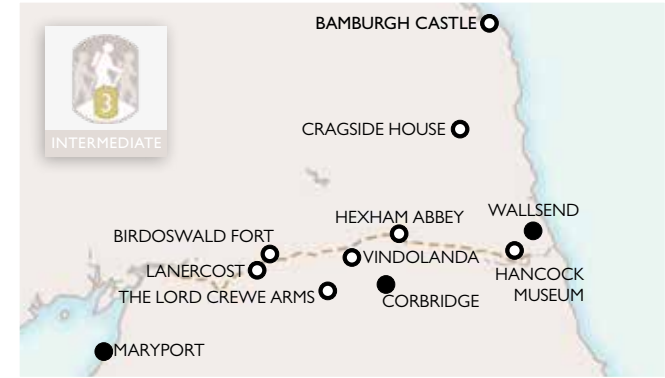 BAMBURGH CASTLE
3
INTERMEDIATE
CRAGSIDE HOUSE
HEXHAM ABBEY
WALLSEND
BIRDOSWALD FORT
LANERCOST
VINDOLANDA
HANCOCK
MUSEUM
THE LORD CREWE ARMS
CORBRIDGE
MARYPORT